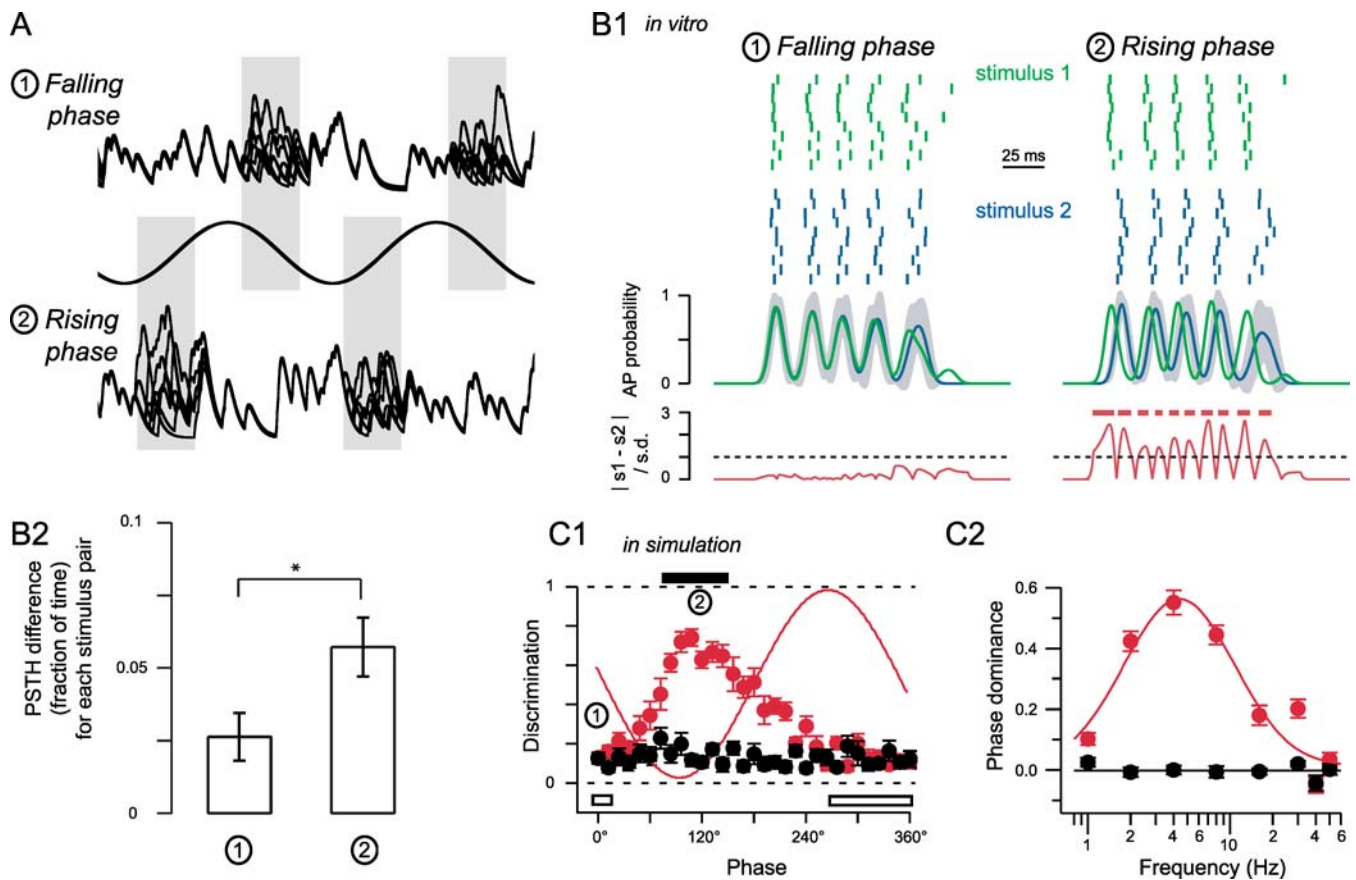 A
① Falling
phase
② Rising
phase
B1 in vitro
① Falling phase
② Rising phase
stimulus 1
25 ms
stimulus 2
AP probability
1
0
| s1 - s2 |
/ s.d.
3
0
B2
PSTH difference
(fraction of time)
for each stimulus pair
0.1
0.05
0
*
① ②
C1
in simulation
②
①
Discrimination
1
0
0° 120° 240° 360°
Phase
C2
Phase dominance
0.6
0.4
0.2
0.0
1 2 4 6 10 2 4 6
Frequency (Hz)